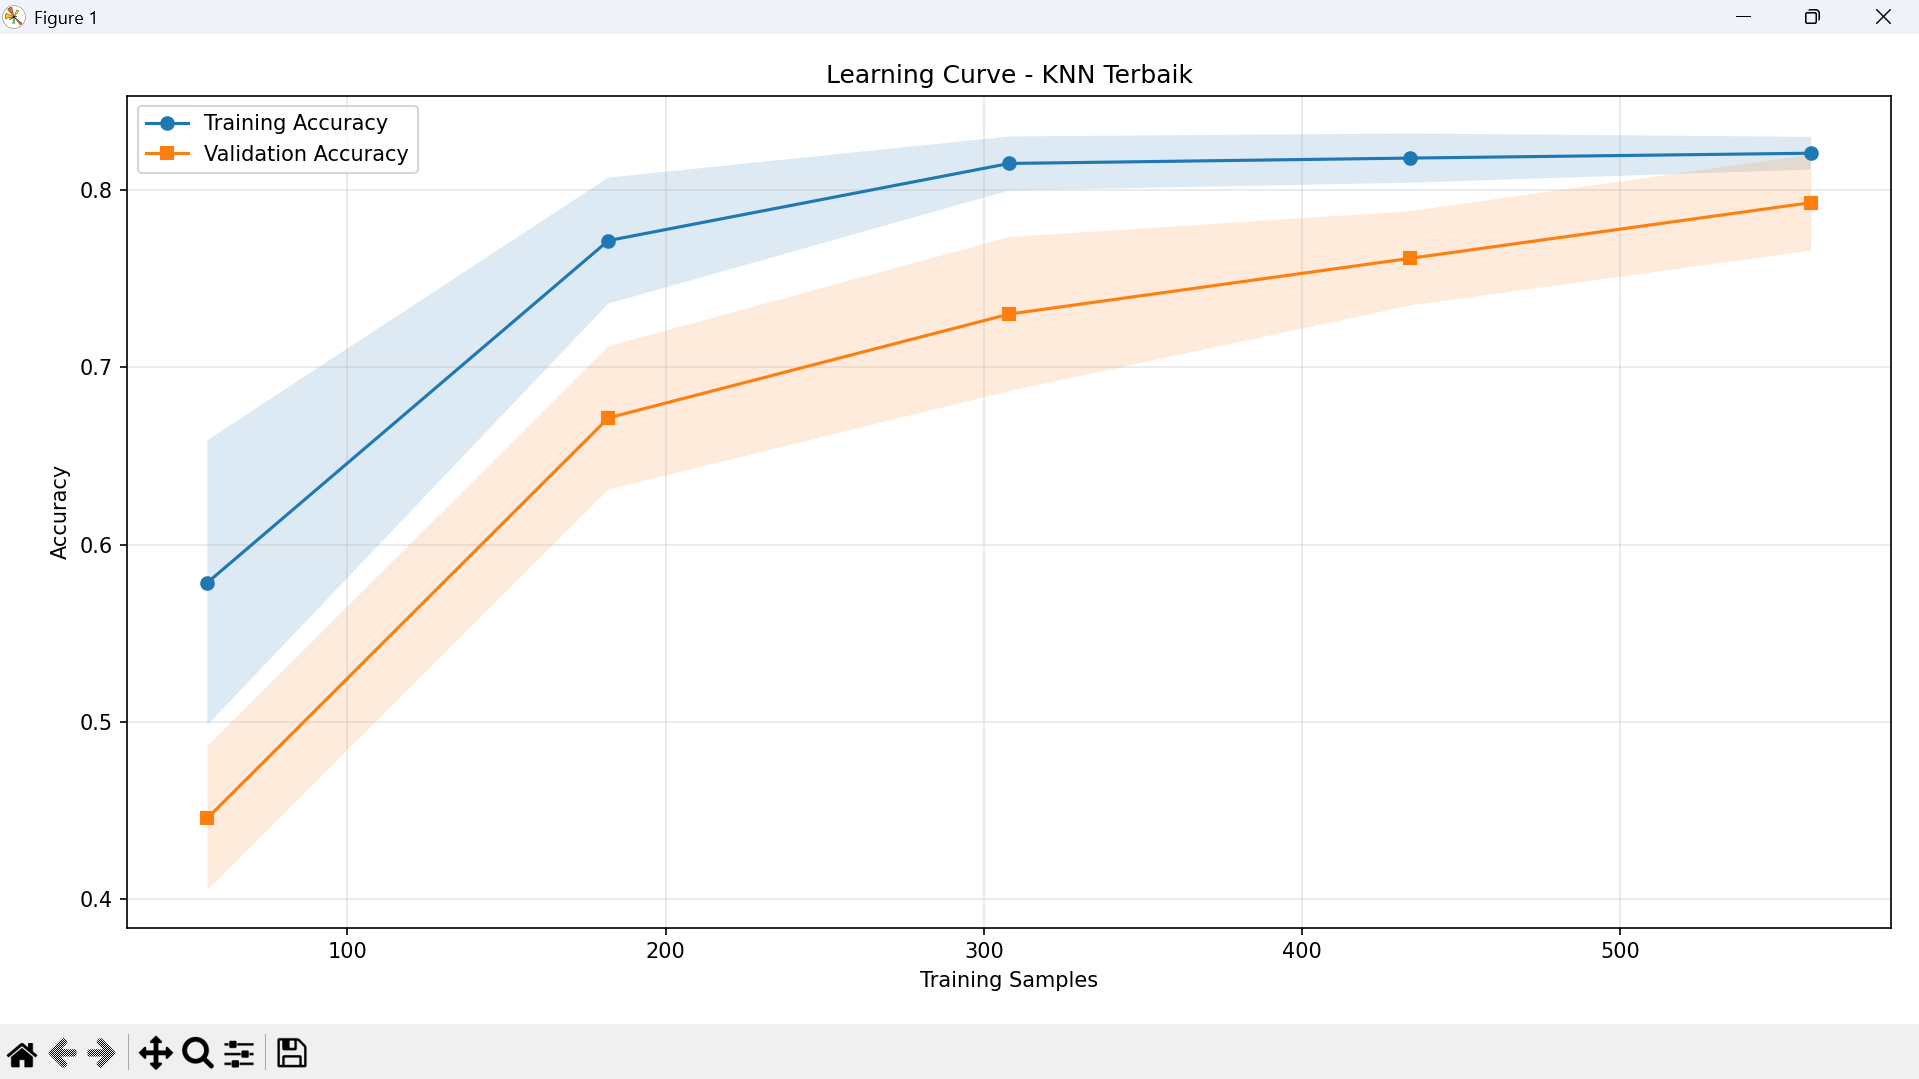 Figure 1
Learning Curve - KNN Terbaik
Training Accuracy
Validation Accuracy
0.8
0.7
0.6
0.5
0.4
Accuracy
100 200 300 400 500
Training Samples